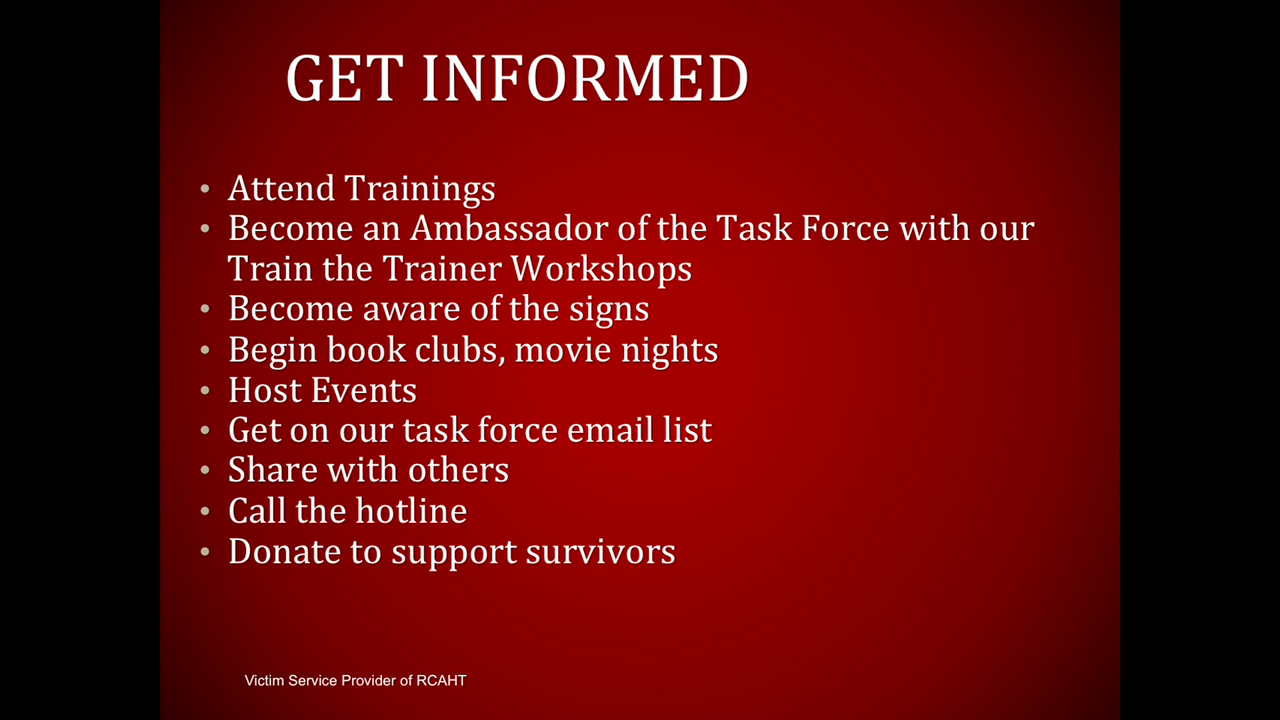 GET INFORMED
• Attend Trainings
• Become an Ambassador of the Task Force with our
Train the Trainer Workshops
• Become aware of the signs
• Begin book clubs, movie nights
• Host Events
• Get on our task force email list
• Share with others
• Call the hotline
• Donate to support survivors
Victim Service Provider of RCAHT